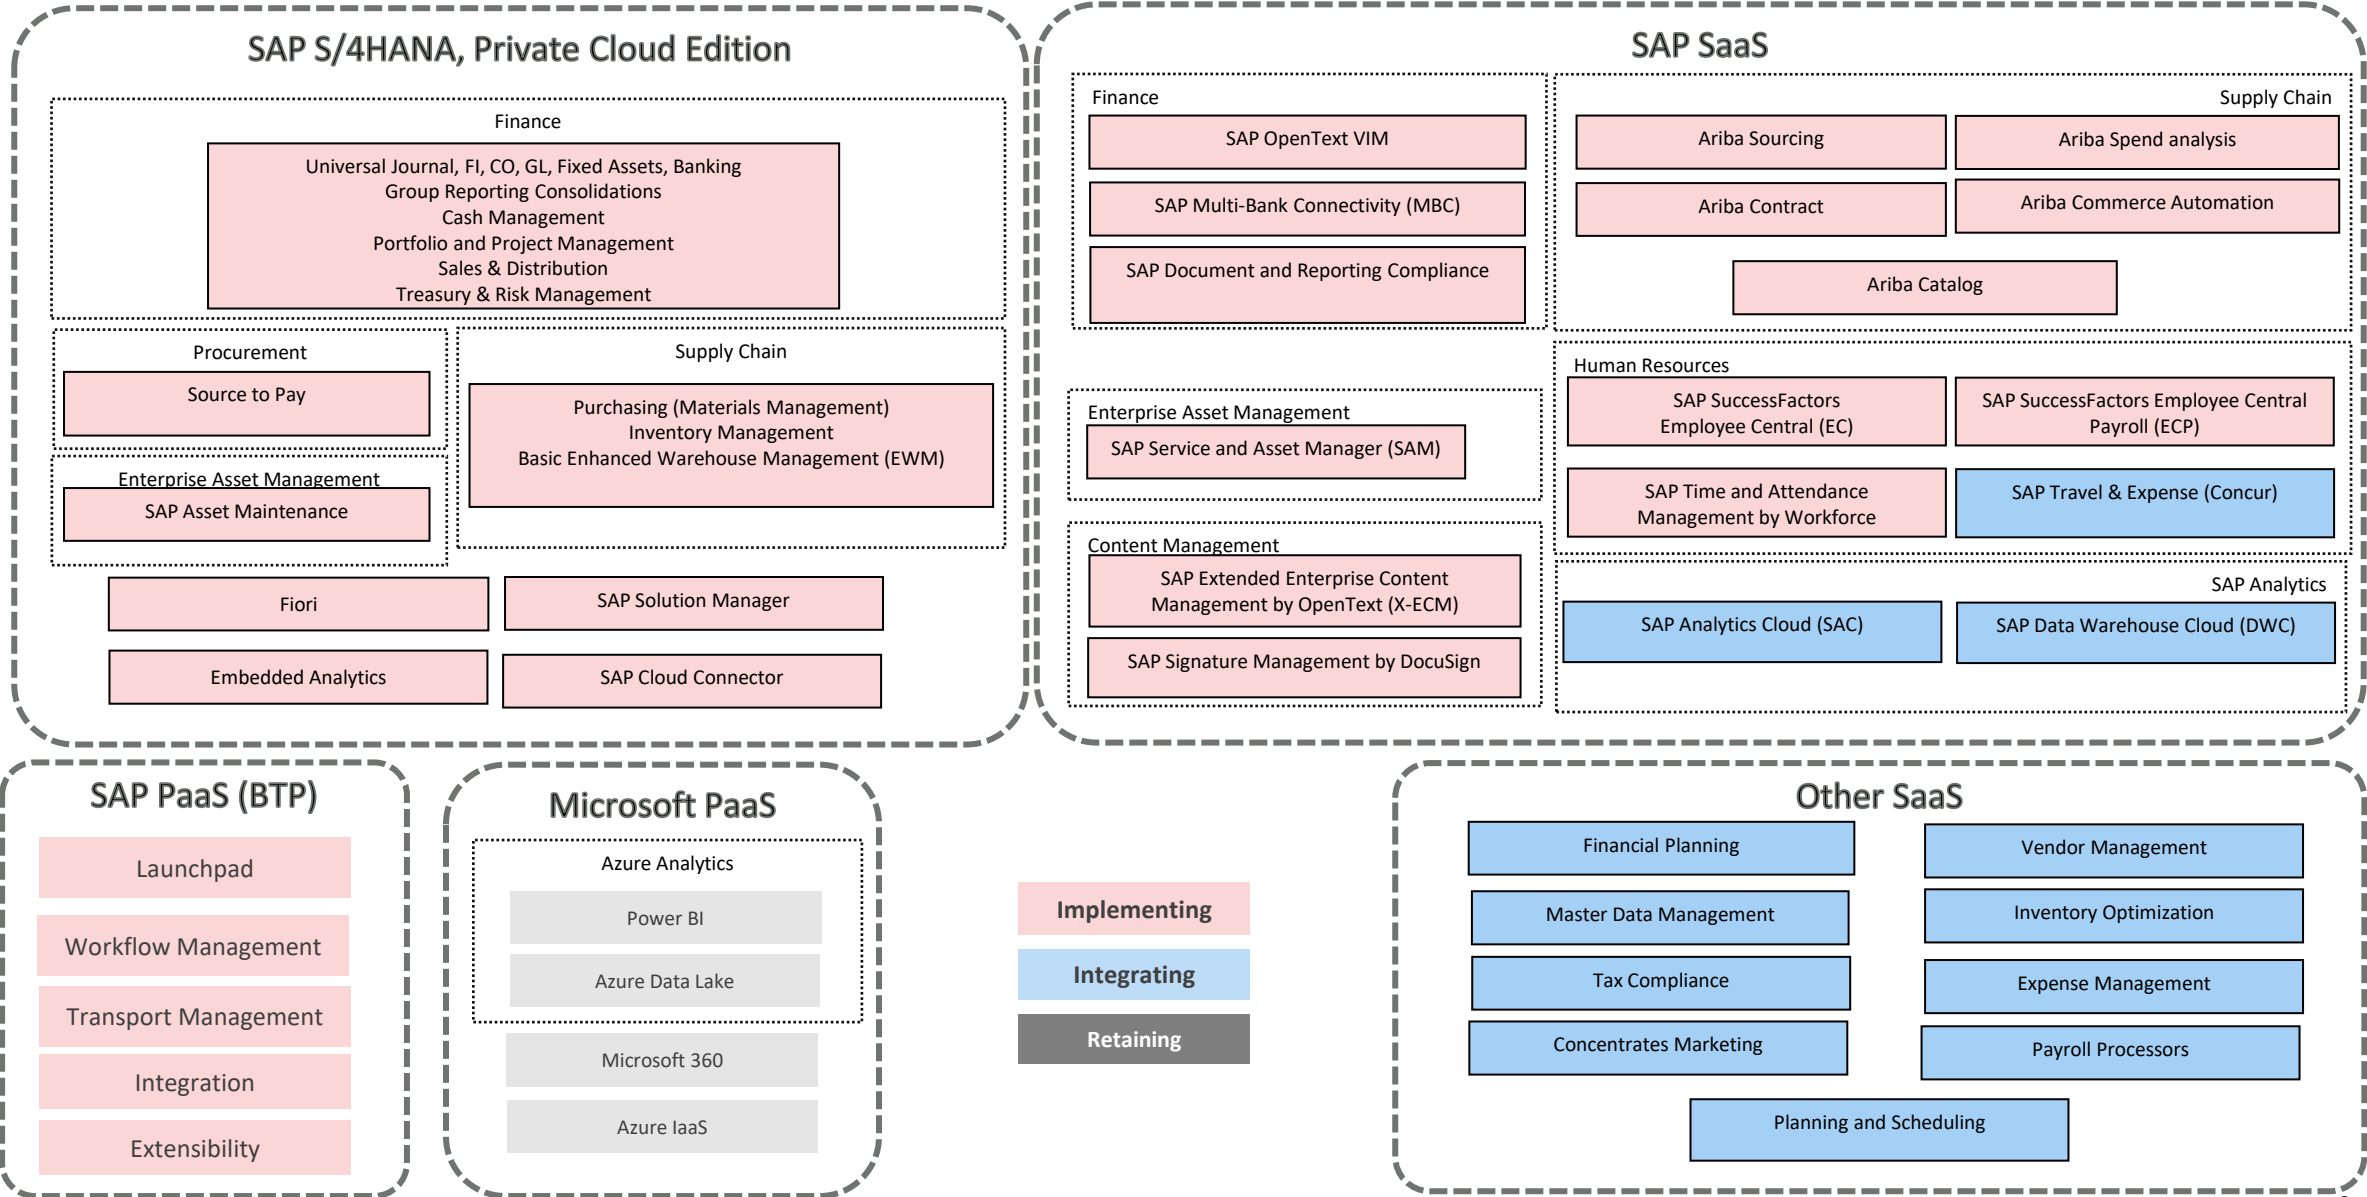 SAP S/4HANA, Private Cloud Edition
Finance
Universal Journal, FI, CO, GL, Fixed Assets, Banking
Group Reporting Consolidations
Cash Management
Portfolio and Project Management
Sales & Distribution
Treasury & Risk Management
Procurement
Source to Pay
Supply Chain
Purchasing (Materials Management)
Inventory Management
Basic Enhanced Warehouse Management (EWM)
Enterprise Asset Management
SAP Asset Maintenance
Fiori
SAP Solution Manager
Embedded Analytics
SAP Cloud Connector
SAP SaaS
Finance
SAP OpenText VIM
SAP Multi-Bank Connectivity (MBC)
SAP Document and Reporting Compliance
Supply Chain
Ariba Sourcing
Ariba Spend analysis
Ariba Contract
Ariba Commerce Automation
Ariba Catalog
Enterprise Asset Management
SAP Service and Asset Manager (SAM)
Human Resources
SAP SuccessFactors
Employee Central (EC)
SAP SuccessFactors Employee Central
Payroll (ECP)
SAP Time and Attendance
Management by Workforce
SAP Travel & Expense (Concur)
Content Management
SAP Extended Enterprise Content
Management by OpenText (X-ECM)
SAP Signature Management by DocuSign
SAP Analytics
SAP Analytics Cloud (SAC)
SAP Data Warehouse Cloud (DWC)
SAP PaaS (BTP)
Launchpad
Workflow Management
Transport Management
Integration
Extensibility
Microsoft PaaS
Azure Analytics
Power BI
Azure Data Lake
Microsoft 360
Azure IaaS
Implementing
Integrating
Retaining
Other SaaS
Financial Planning
Vendor Management
Master Data Management
Inventory Optimization
Tax Compliance
Expense Management
Concentrates Marketing
Payroll Processors
Planning and Scheduling